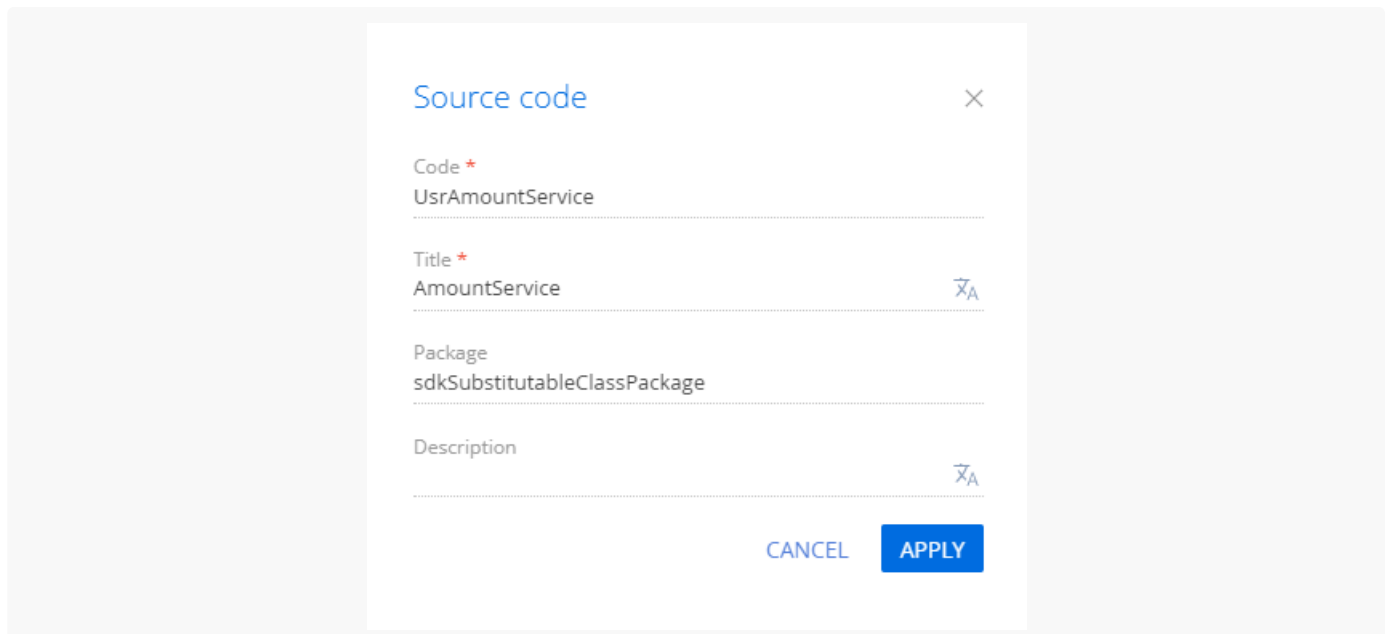 Source code
Code *
UsrAmountService
Title *
AmountService
Package
sdkSubstitutableClassPackage
Description
CANCEL APPLY